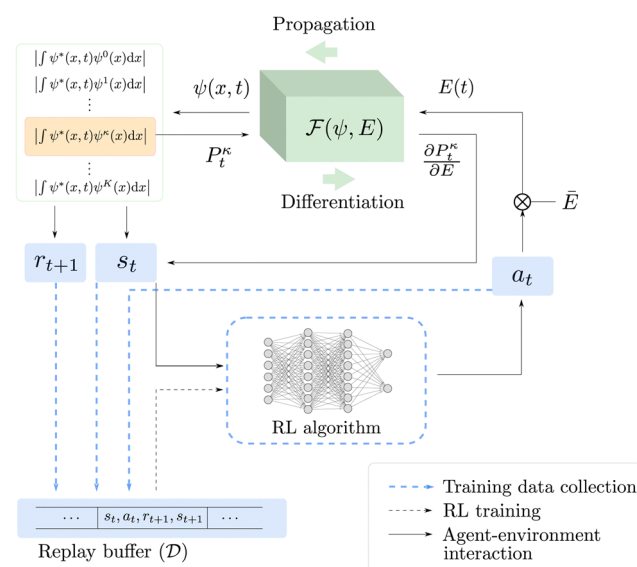 Propagation
|∫ψ*(x,t)ψ⁰(x)dx|
|∫ψ*(x,t)ψ¹(x)dx|
⋮
|∫ψ*(x,t)ψ^κ(x)dx|
⋮
|∫ψ*(x,t)ψ^K(x)dx|
ψ(x,t)
P_t^κ
F(ψ,E)
E(t)
∂P_t^κ/∂E
Differentiation
⊗ Ē
r_{t+1}
s_t
a_t
RL algorithm
··· s_t, a_t, r_{t+1}, s_{t+1} ···
Replay buffer (D)
Training data collection
RL training
Agent-environment
interaction